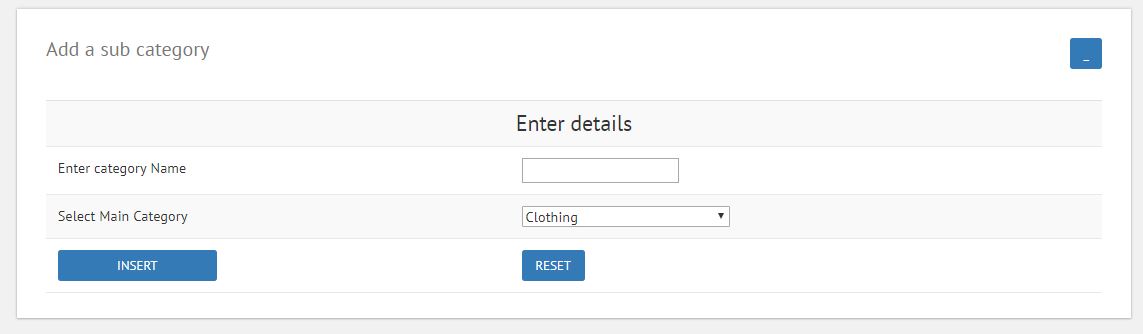 Add a sub category
_
Enter details
Enter category Name
Select Main Category
Clothing
INSERT
RESET